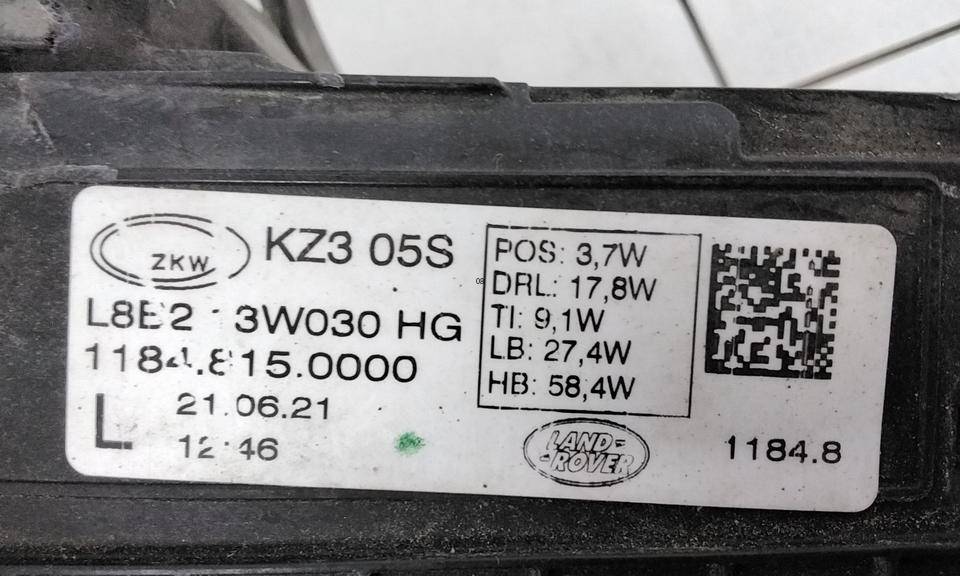 ZKW
KZ3 05S
L8B2 - 3W030 HG
1184.815.0000
L
21.06.21
12:46
POS: 3,7W
DRL: 17,8W
TI: 9,1W
LB: 27,4W
HB: 58,4W
LAND-
ROVER
1184.8